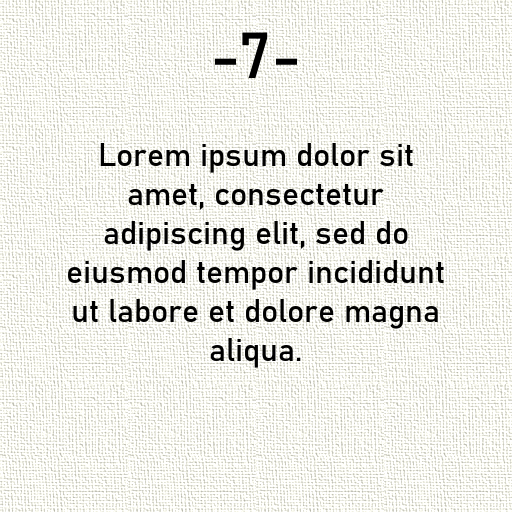 -7-
Lorem ipsum dolor sit
amet, consectetur
adipiscing elit, sed do
eiusmod tempor incididunt
ut labore et dolore magna
aliqua.